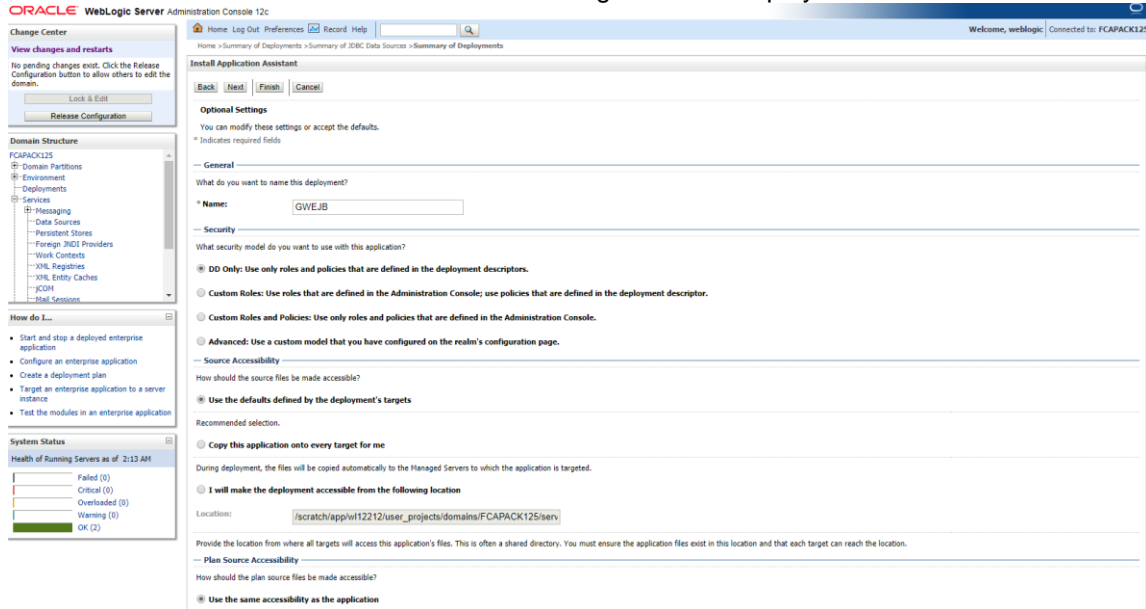 ORACLE WebLogic Server Administration Console 12c
Change Center
View changes and restarts
No pending changes exist. Click the Release
Configuration button to allow others to edit the
domain.
Lock & Edit
Release Configuration
Domain Structure
FCAPACK125
Domain Partitions
Environment
Deployments
Services
Messaging
Data Sources
Persistent Stores
Foreign JNDI Providers
Work Contexts
XML Registries
XML Entity Caches
jCOM
Mail Sessions
How do I...
Start and stop a deployed enterprise
application
Configure an enterprise application
Create a deployment plan
Target an enterprise application to a server
instance
Test the modules in an enterprise application
System Status
Health of Running Servers as of 2:13 AM
Failed (0)
Critical (0)
Overloaded (0)
Warning (0)
OK (2)
Home Log Out Preferences Record Help
Welcome, weblogic Connected to: FCAPACK125
Home >Summary of Deployments >Summary of JDBC Data Sources >Summary of Deployments
Install Application Assistant
Back Next Finish Cancel
Optional Settings
You can modify these settings or accept the defaults.
* Indicates required fields
General
What do you want to name this deployment?
* Name: GWEJB
Security
What security model do you want to use with this application?
DD Only: Use only roles and policies that are defined in the deployment descriptors.
Custom Roles: Use roles that are defined in the Administration Console; use policies that are defined in the deployment descriptor.
Custom Roles and Policies: Use only roles and policies that are defined in the Administration Console.
Advanced: Use a custom model that you have configured on the realm's configuration page.
Source Accessibility
How should the source files be made accessible?
Use the defaults defined by the deployment's targets
Recommended selection.
Copy this application onto every target for me
During deployment, the files will be copied automatically to the Managed Servers to which the application is targeted.
I will make the deployment accessible from the following location
Location: /scratch/app/wl12212/user_projects/domains/FCAPACK125/serv
Provide the location from where all targets will access this application's files. This is often a shared directory. You must ensure the application files exist in this location and that each target can reach the location.
Plan Source Accessibility
How should the plan source files be made accessible?
Use the same accessibility as the application